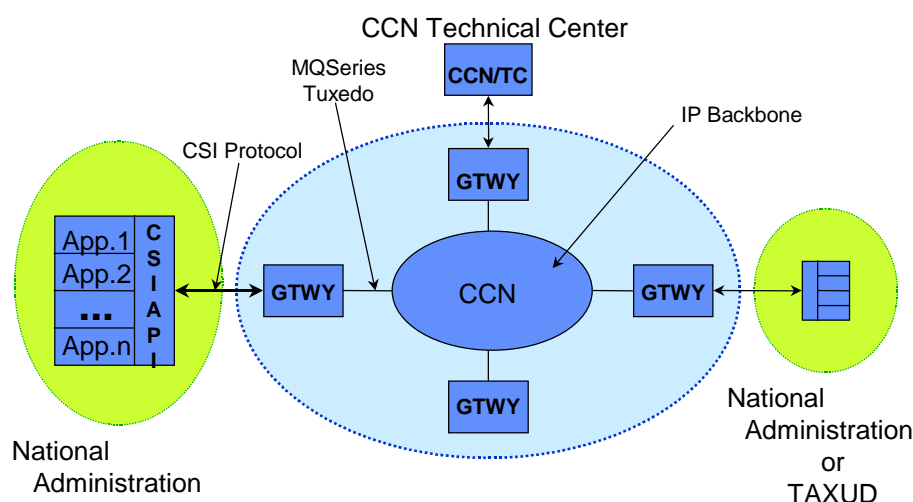 CCN Technical Center
CCN/TC
MQSeries
Tuxedo
IP Backbone
CSI Protocol
GTWY
App.1
App.2
...
App.n
C
S
I
A
P
I
GTWY
CCN
GTWY
GTWY
National
Administration
National
Administration
or
TAXUD